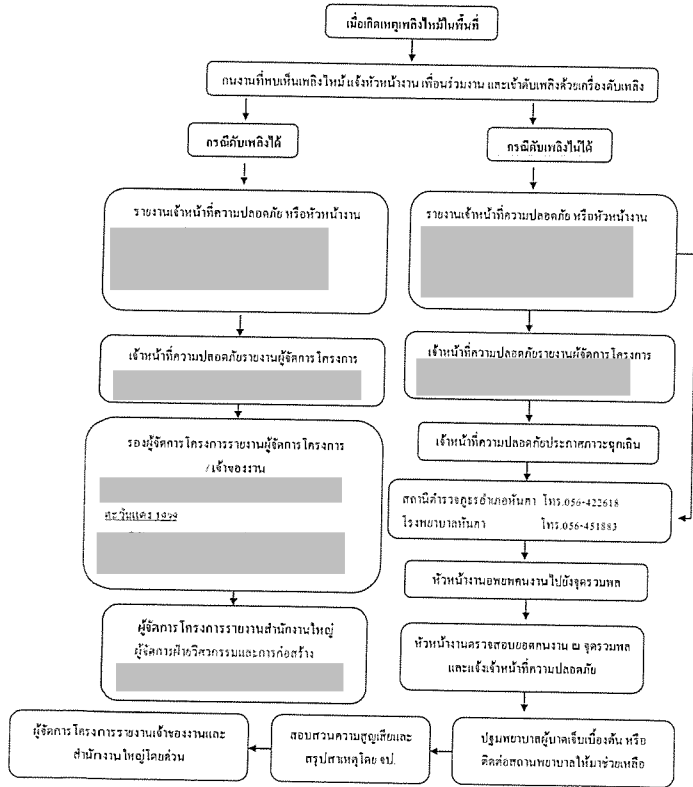 เมื่อเกิดเหตุเพลิงไหม้ในพื้นที่
คนงานที่พบเห็นเพลิงไหม้ แจ้งหัวหน้างาน เพื่อนร่วมงาน และเข้าดับเพลิงด้วยเครื่องดับเพลิง
กรณีดับเพลิงได้
รายงานเจ้าหน้าที่ความปลอดภัย หรือหัวหน้างาน
เจ้าหน้าที่ความปลอดภัยรายงานผู้จัดการโครงการ
รองผู้จัดการโครงการรายงานผู้จัดการโครงการ
/เจ้าของงาน
ผู้จัดการโครงการรายงานสำนักงานใหญ่
ผู้จัดการฝ่ายวิศวกรรมและการก่อสร้าง
กรณีดับเพลิงไม่ได้
รายงานเจ้าหน้าที่ความปลอดภัย หรือหัวหน้างาน
เจ้าหน้าที่ความปลอดภัยรายงานผู้จัดการโครงการ
เจ้าหน้าที่ความปลอดภัยประกาศภาวะฉุกเฉิน
สถานีตำรวจภูธรอำเภอหันคา โทร.056-422618
โรงพยาบาลหันคา โทร.056-451883
หัวหน้างานอพยพคนงานไปยังจุดรวมพล
หัวหน้างานตรวจสอบยอดคนงาน ณ จุดรวมพล
และแจ้งเจ้าหน้าที่ความปลอดภัย
ปฐมพยาบาลผู้บาดเจ็บเบื้องต้น หรือ
ติดต่อสถานพยาบาลให้มาช่วยเหลือ
สอบสวนความสูญเสียและ
สรุปสาเหตุโดย จป.
ผู้จัดการโครงการรายงานเจ้าของงานและ
สำนักงานใหญ่โดยด่วน